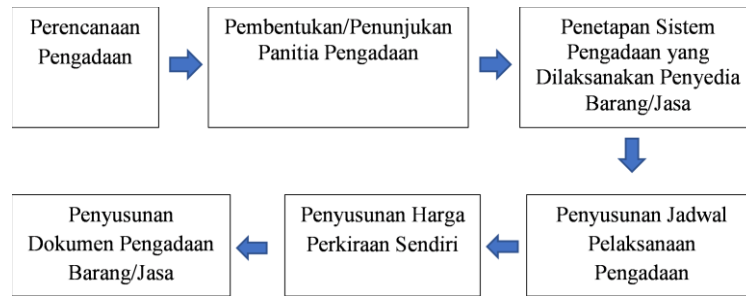 Perencanaan
Pengadaan
Pembentukan/Penunjukan
Panitia Pengadaan
Penetapan Sistem
Pengadaan yang
Dilaksanakan Penyedia
Barang/Jasa
Penyusunan Jadwal
Pelaksanaan
Pengadaan
Penyusunan Harga
Perkiraan Sendiri
Penyusunan
Dokumen Pengadaan
Barang/Jasa